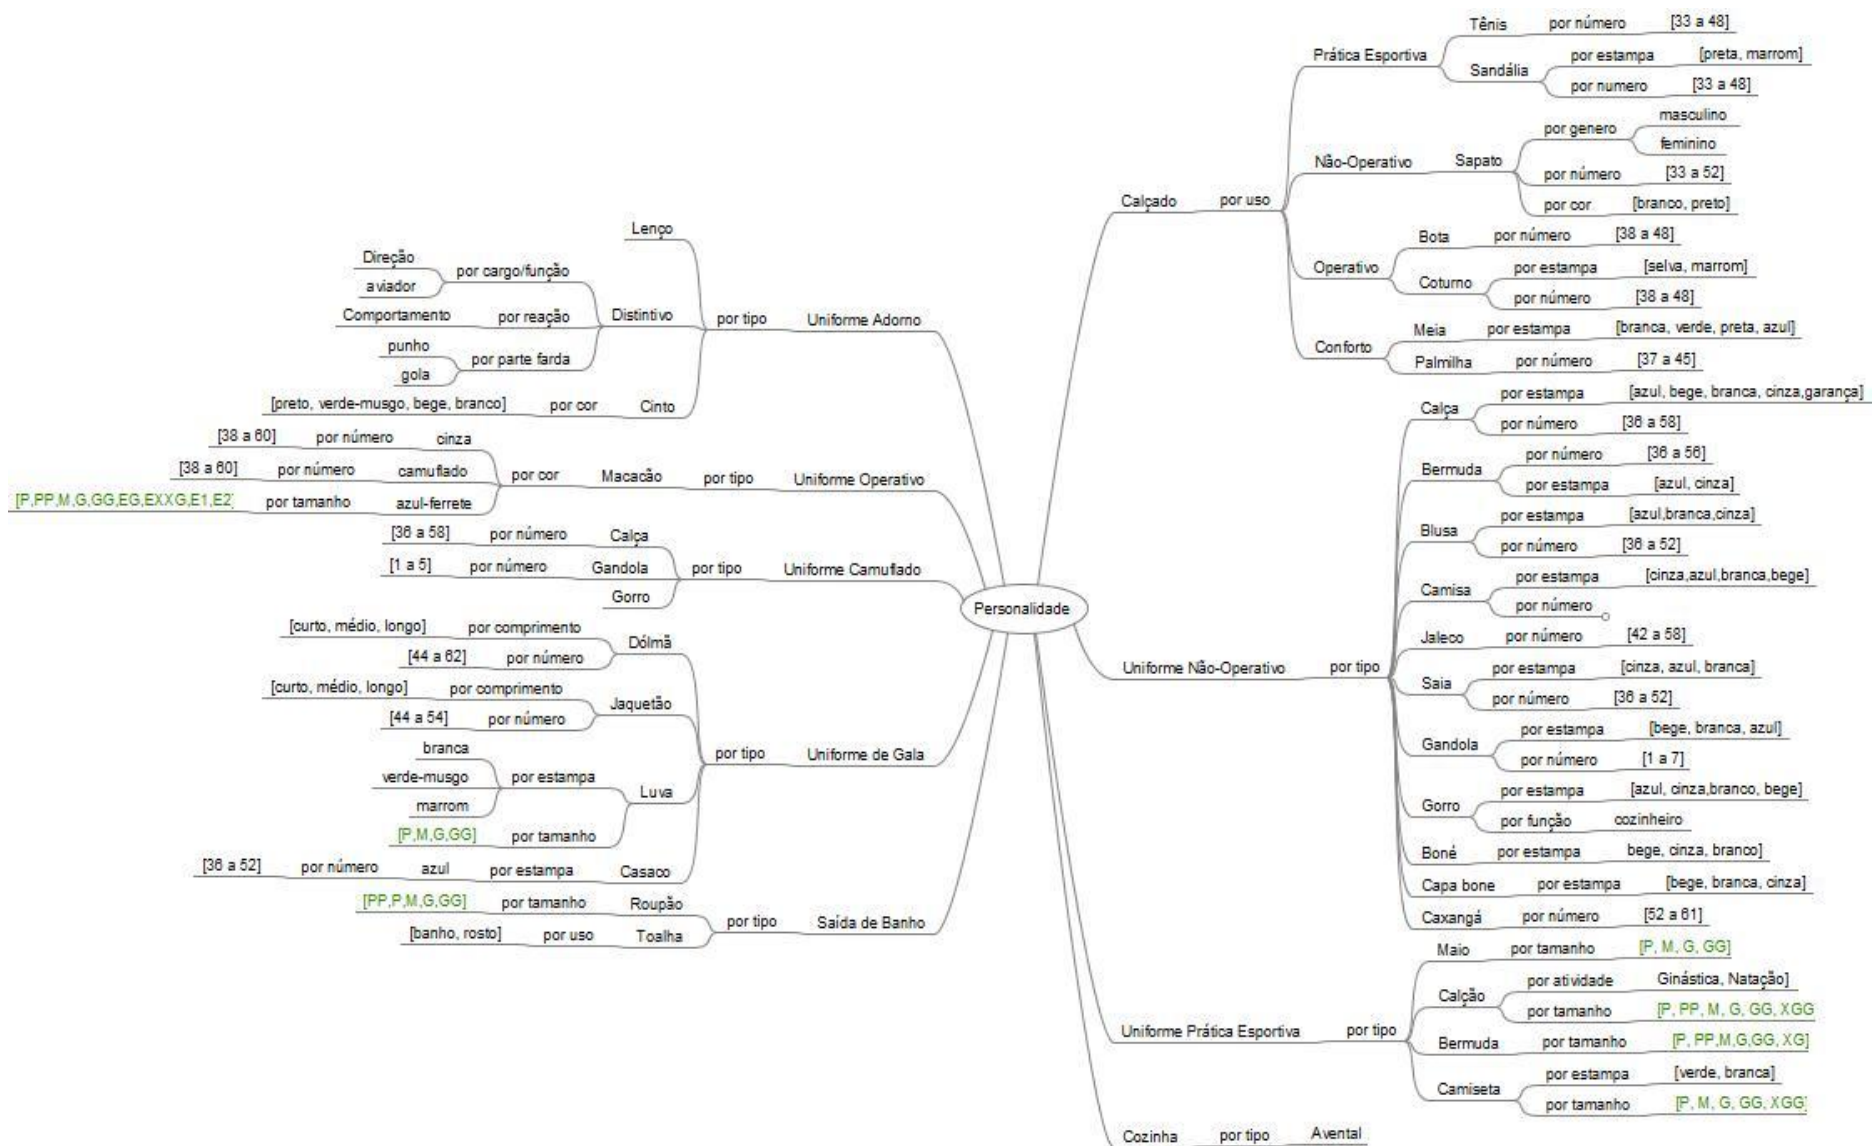 Personalidade
Calçado por uso
Prática Esportiva
Tênis por número [33 a 48]
Sandália
por estampa [preta, marrom]
por numero [33 a 48]
Não-Operativo Sapato
por genero
masculino
feminino
por número [33 a 52]
por cor [branco, preto]
Operativo
Bota por número [38 a 48]
Coturno
por estampa [selva, marrom]
por número [38 a 48]
Conforto
Meia por estampa [branca, verde, preta, azul]
Palmilha por número [37 a 45]
Uniforme Não-Operativo por tipo
Calça
por estampa [azul, bege, branca, cinza,garança]
por número [36 a 58]
Bermuda
por número [36 a 56]
por estampa [azul, cinza]
Blusa
por estampa [azul,branca,cinza]
por número [36 a 52]
Camisa
por estampa [cinza,azul,branca,bege]
por número
Jaleco por número [42 a 58]
Saia
por estampa [cinza, azul, branca]
por número [36 a 52]
Gandola
por estampa [bege, branca, azul]
por número [1 a 7]
Gorro
por estampa [azul, cinza,branco, bege]
por função cozinheiro
Boné por estampa bege, cinza, branco]
Capa bone por estampa [bege, branca, cinza]
Caxangá por número [52 a 61]
Uniforme Prática Esportiva por tipo
Maio por tamanho [P, M, G, GG]
Calção
por atividade Ginástica, Natação]
por tamanho [P, PP, M, G, GG, XGG
Bermuda por tamanho [P, PP,M,G,GG, XG]
Camiseta
por estampa [verde, branca]
por tamanho [P, M, G, GG, XGG]
Cozinha por tipo Avental
Uniforme Adorno
por tipo
Lenço
Distintivo
por cargo/função
Direção
aviador
por reação
Comportamento
por parte farda
punho
gola
[preto, verde-musgo, bege, branco] por cor Cinto
Uniforme Operativo
por tipo
Macacão
por cor
[38 a 60] por número cinza
[38 a 60] por número camuflado
[P,PP,M,G,GG,EG,EXXG,E1,E2] por tamanho azul-ferrete
Uniforme Camuflado
por tipo
[36 a 58] por número Calça
[1 a 5] por número Gandola
Gorro
Uniforme de Gala
por tipo
Dólmã
[curto, médio, longo] por comprimento
[44 a 62] por número
Jaquetão
[curto, médio, longo] por comprimento
[44 a 54] por número
Luva
por estampa
branca
verde-musgo
marrom
[P,M,G,GG] por tamanho
[36 a 52] por número azul por estampa Casaco
Saída de Banho
por tipo
[PP,P,M,G,GG] por tamanho Roupão
[banho, rosto] por uso Toalha